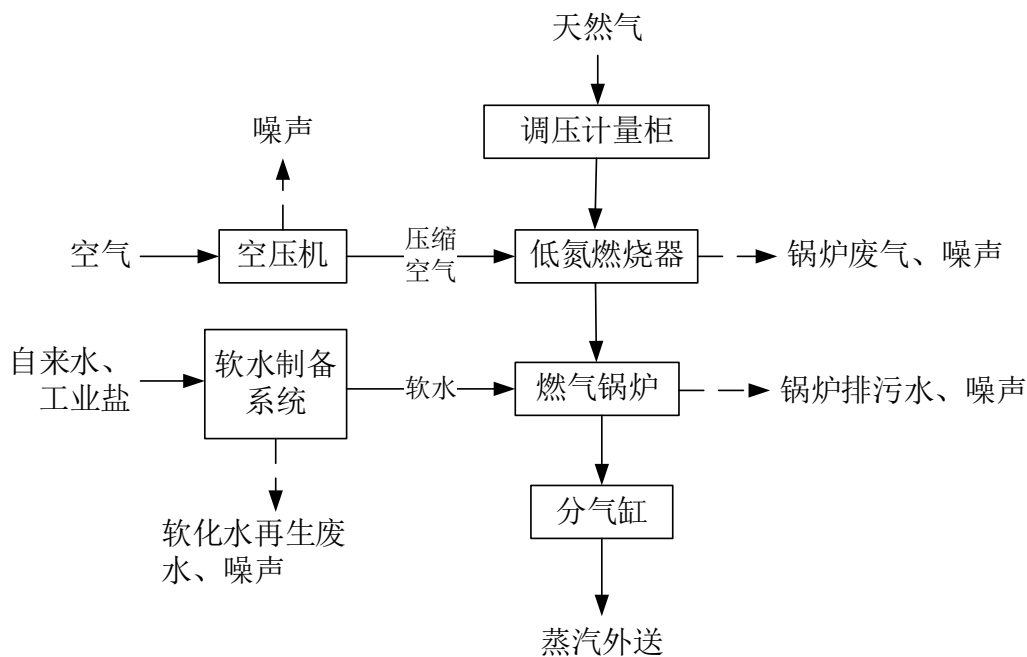 天然气
调压计量柜
噪声
空气
空压机
压缩
空气
低氮燃烧器
锅炉废气、噪声
自来水、
工业盐
软水制备
系统
软水
燃气锅炉
锅炉排污水、噪声
分气缸
软化水再生废
水、噪声
蒸汽外送